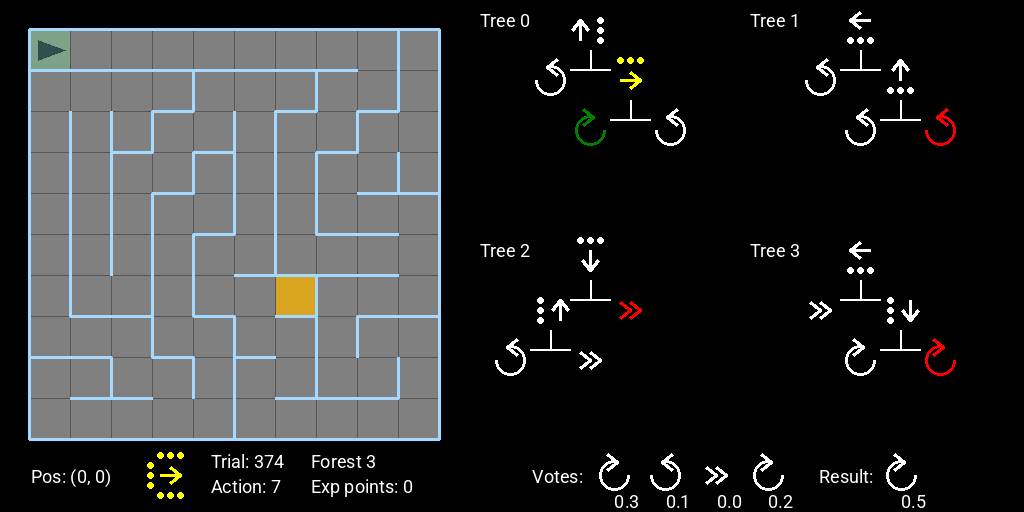 Tree 0
Tree 1
Tree 2
Tree 3
Pos: (0, 0)
Trial: 374
Forest 3
Action: 7
Exp points: 0
Votes:
0.3
0.1
0.0
0.2
Result:
0.5